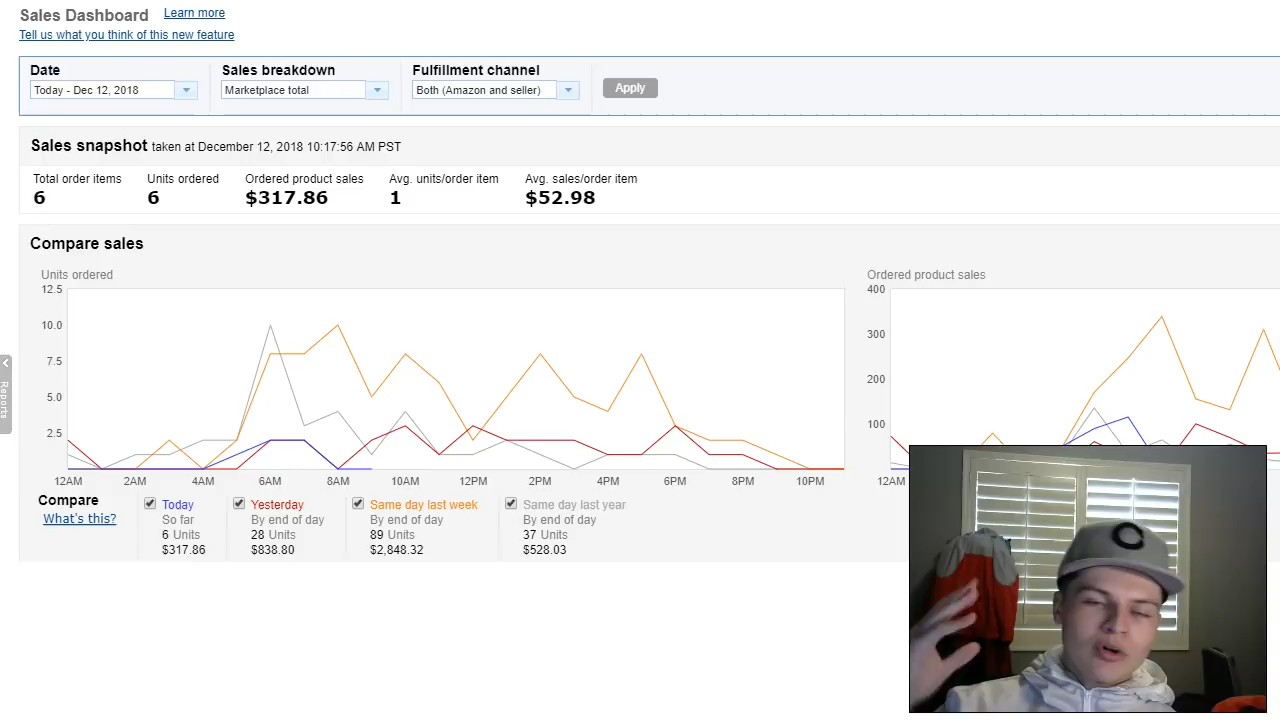 Sales Dashboard Learn more
Tell us what you think of this new feature
Date Sales breakdown Fulfillment channel
Today - Dec 12, 2018 Marketplace total Both (Amazon and seller) Apply
Sales snapshot taken at December 12, 2018 10:17:56 AM PST
Total order items Units ordered Ordered product sales Avg. units/order item Avg. sales/order item
6 6 $317.86 1 $52.98
Compare sales
Units ordered Ordered product sales
12.5 400
10.0 300
7.5 200
5.0 100
2.5
12AM 2AM 4AM 6AM 8AM 10AM 12PM 2PM 4PM 6PM 8PM 10PM 12AM
Compare Today Yesterday Same day last week Same day last year
What's this? So far By end of day By end of day By end of day
6 Units 28 Units 89 Units 37 Units
$317.86 $838.80 $2,848.32 $528.03
Reports